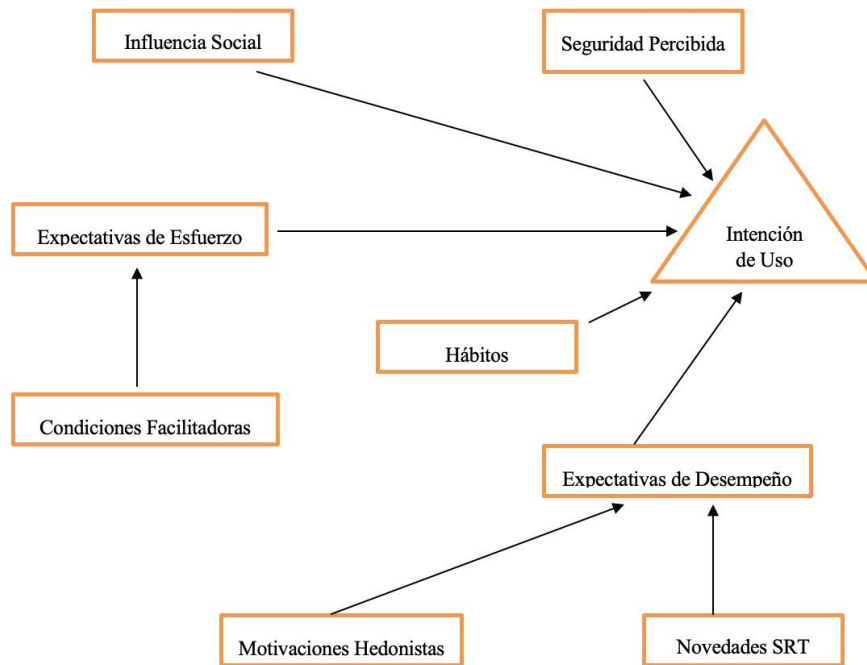 Influencia Social
Seguridad Percibida
Expectativas de Esfuerzo
Intención
de Uso
Hábitos
Condiciones Facilitadoras
Expectativas de Desempeño
Motivaciones Hedonistas
Novedades SRT